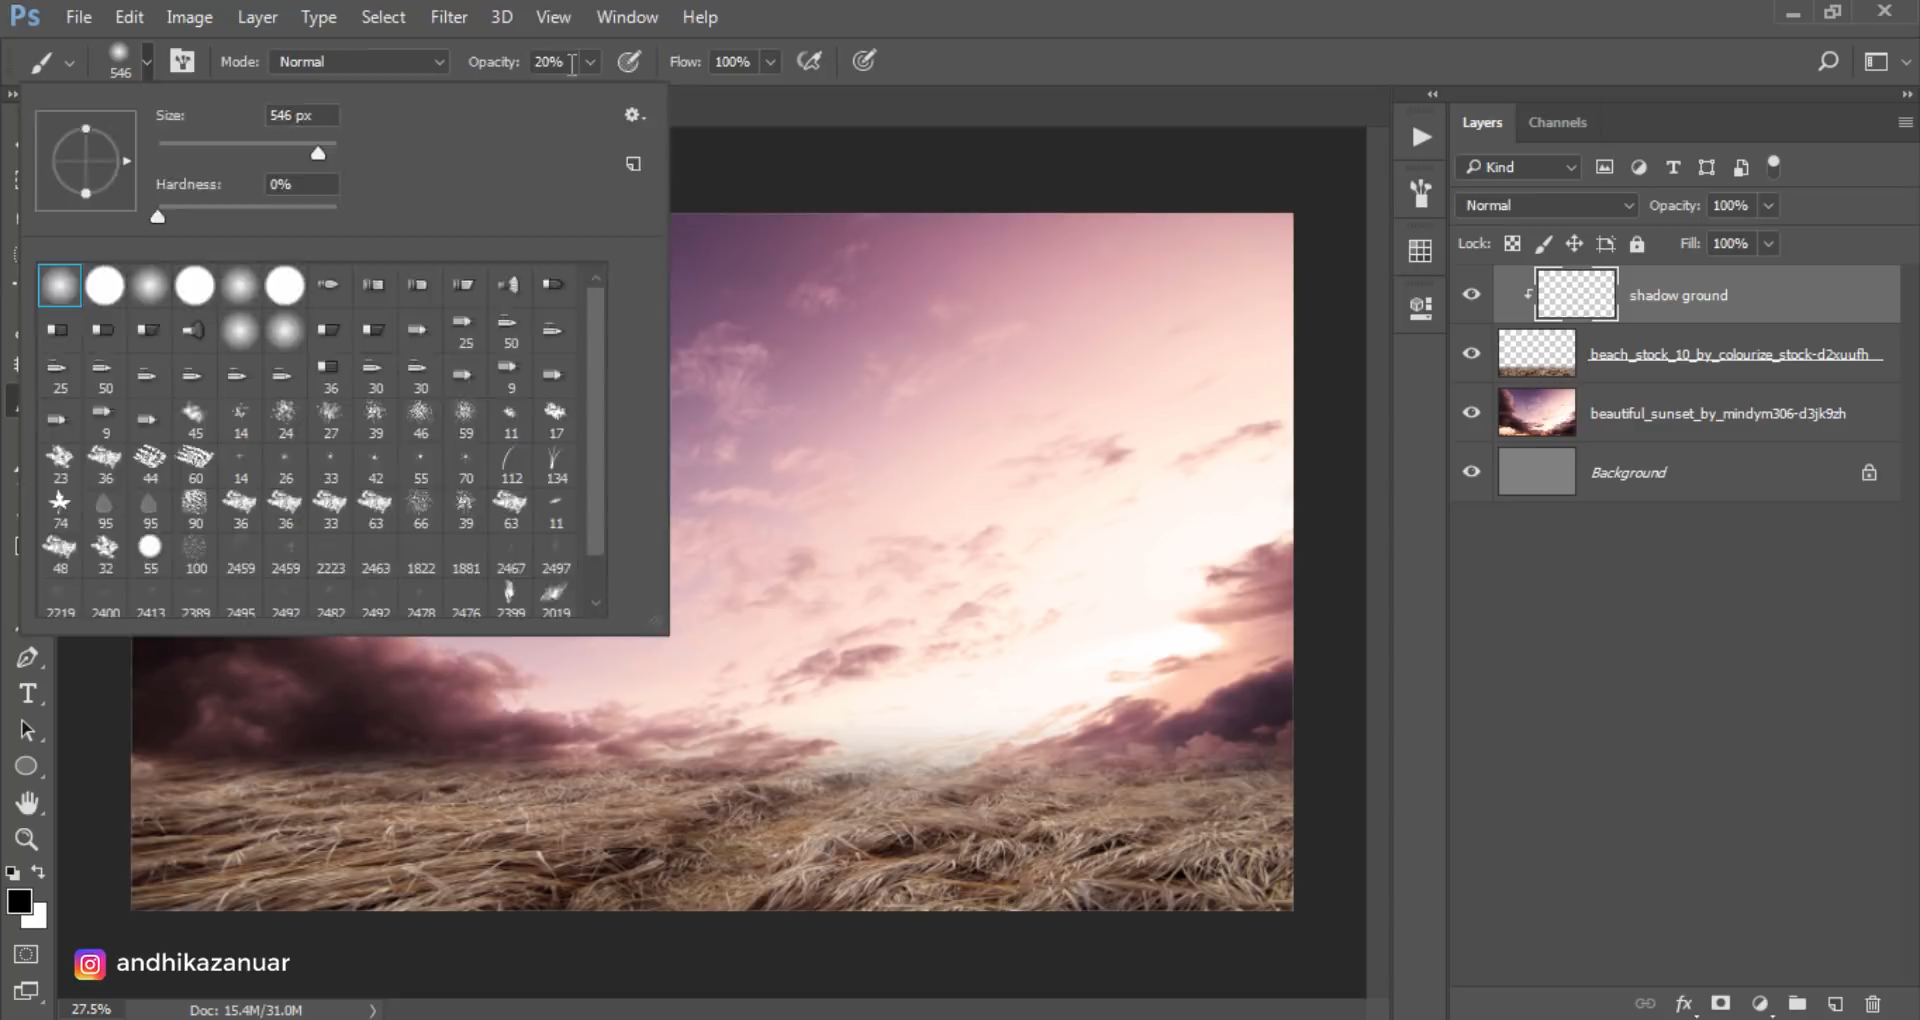 Ps File Edit Image Layer Type Select Filter 3D View Window Help
546 Mode: Normal Opacity: 20% Flow: 100%
Size: 546 px
Hardness: 0%
25 50
25 50 36 30 30 9
9 45 14 24 27 39 46 59 11 17
23 36 44 60 14 26 33 42 55 70 112 134
74 95 95 90 36 36 33 63 66 39 63 11
48 32 55 100 2459 2459 2223 2463 1822 1881 2467 2497
2219 2400 2413 2389 2495 2492 2482 2492 2478 2476 2399 2019
Layers Channels
Kind
Normal Opacity: 100%
Lock: Fill: 100%
shadow ground
beach_stock_10_by_colourize_stock-d2xuufh
beautiful_sunset_by_mindym306-d3jk9zh
Background
andhikazanuar
27.5% Doc: 15.4M/31.0M
fx